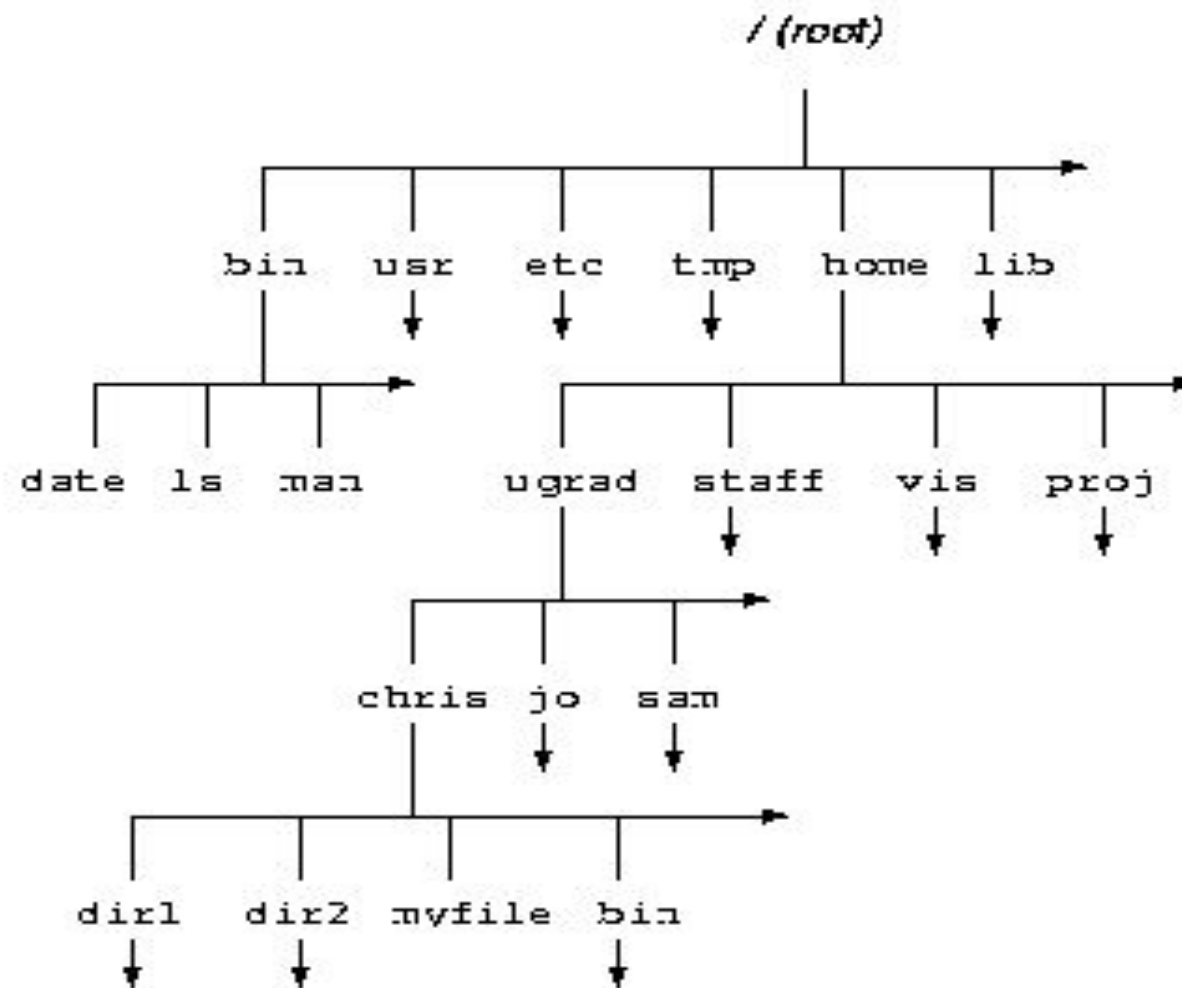 / (root)
bin usr etc tmp home lib
date ls man ugrad staff vis proj
chris jo sam
dir1 dir2 myfile bin